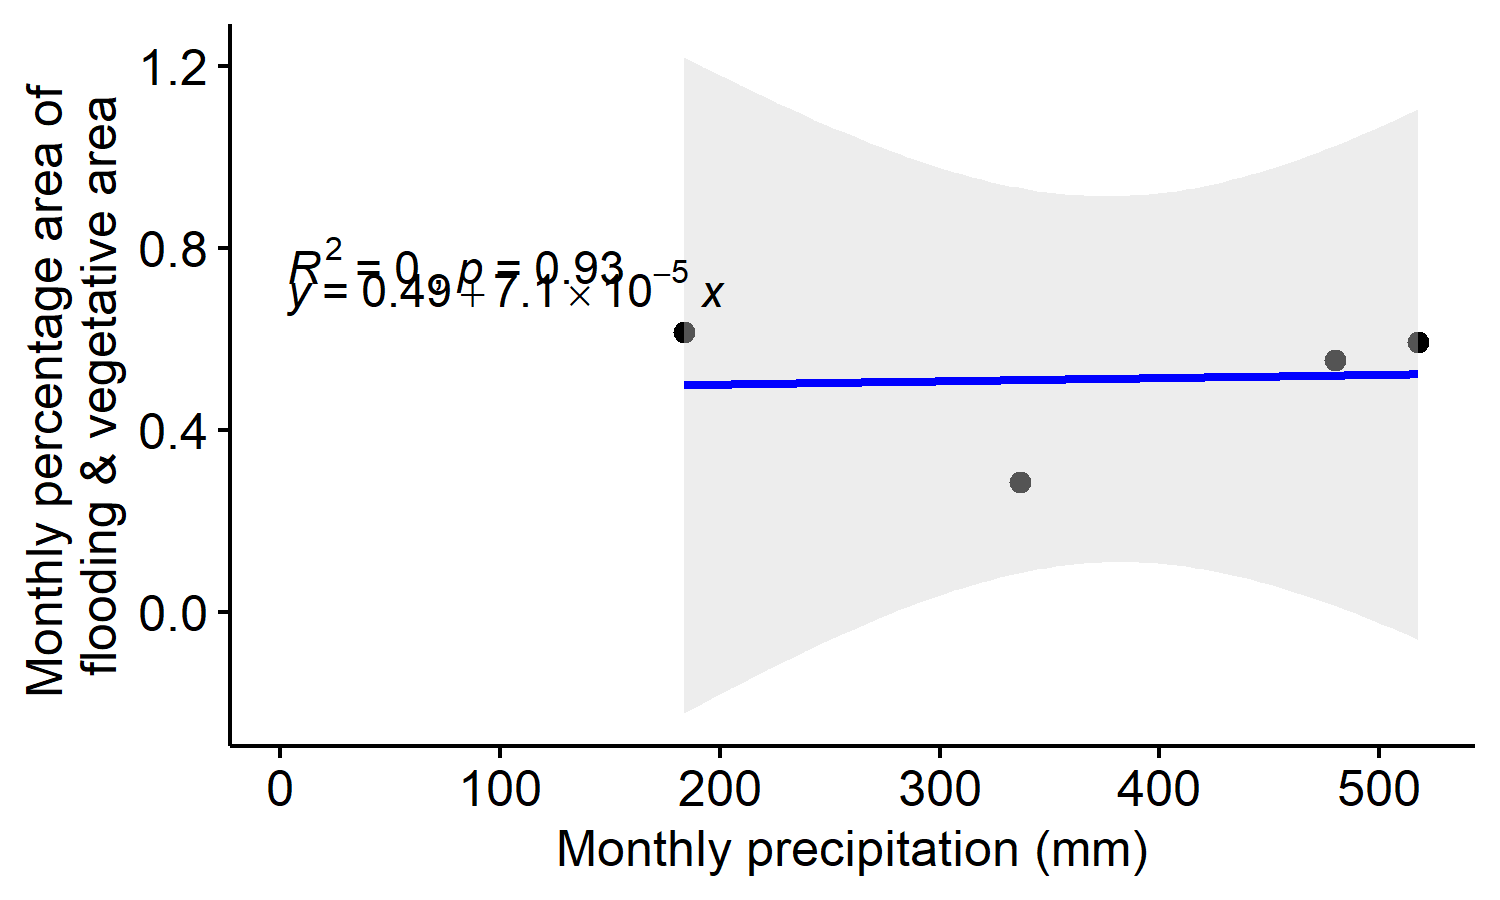 Monthly percentage area of
flooding & vegetative area
1.2
0.8
0.4
0.0
R² = 0, p = 0.93
y = 0.49 + 7.1 × 10⁻⁵ x
0 100 200 300 400 500
Monthly precipitation (mm)